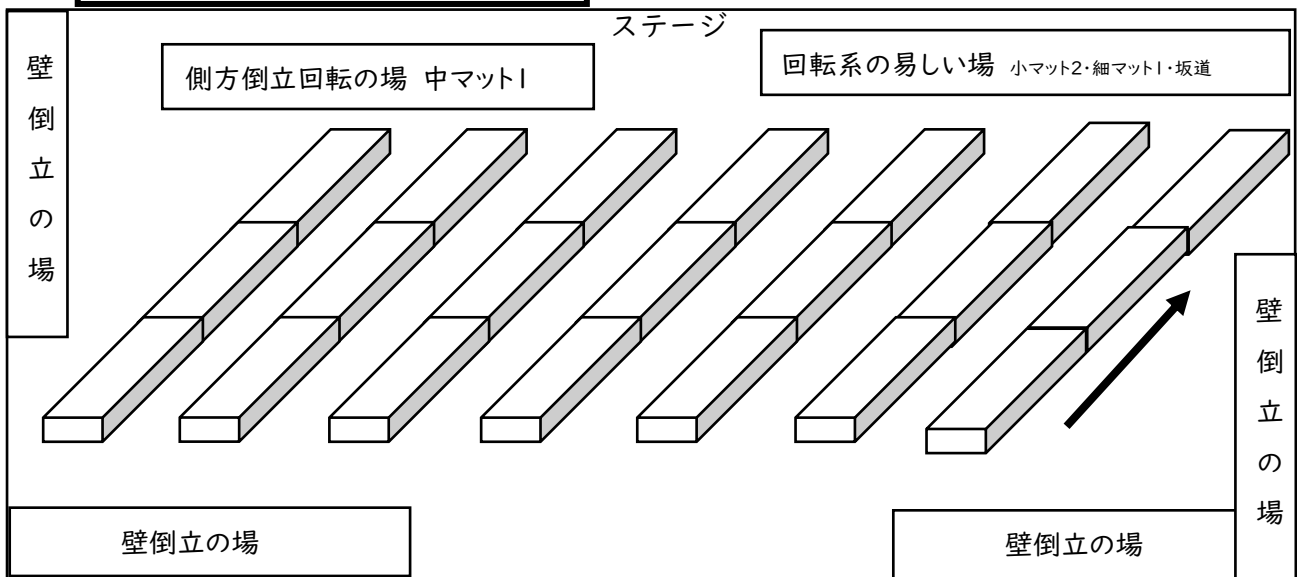 ステージ
壁倒立の場
側方倒立回転の場 中マット1
回転系の易しい場 小マット2・細マット1・坂道
壁倒立の場
壁倒立の場
壁倒立の場